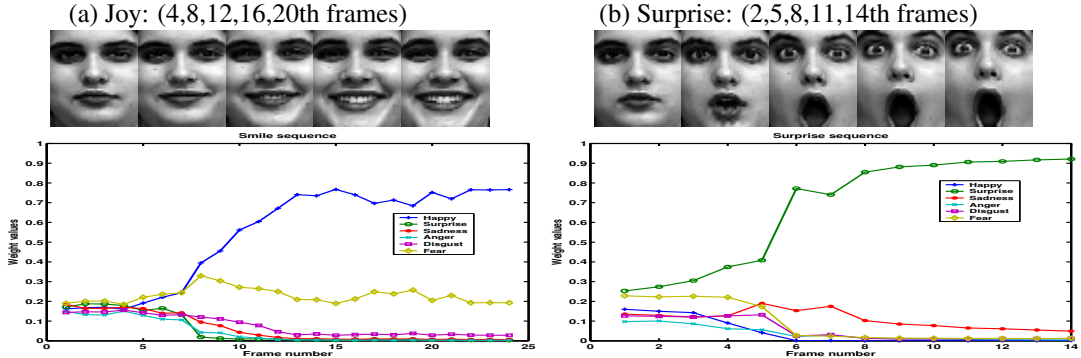 (a) Joy: (4,8,12,16,20th frames)
Smile sequence
1
0.9
0.8
0.7
0.6
0.5
0.4
0.3
0.2
0.1
0
Weight values
Happy
Surprise
Sadness
Anger
Disgust
Fear
0 5 10 15 20 25
Frame number
(b) Surprise: (2,5,8,11,14th frames)
Surprise sequence
1
0.9
0.8
0.7
0.6
0.5
0.4
0.3
0.2
0.1
0
Weight values
Happy
Surprise
Sadness
Anger
Disgust
Fear
0 2 4 6 8 10 12 14
Frame number